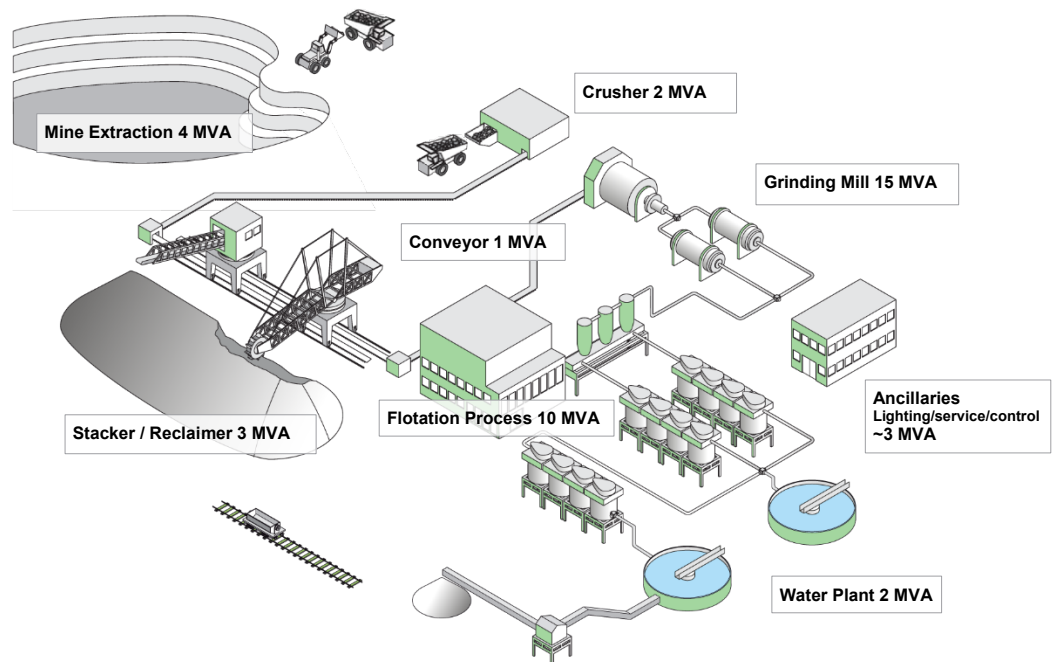 Crusher 2 MVA
Mine Extraction 4 MVA
Grinding Mill 15 MVA
Conveyor 1 MVA
Ancillaries
Lighting/service/control
~3 MVA
Flotation Process 10 MVA
Stacker / Reclaimer 3 MVA
Water Plant 2 MVA